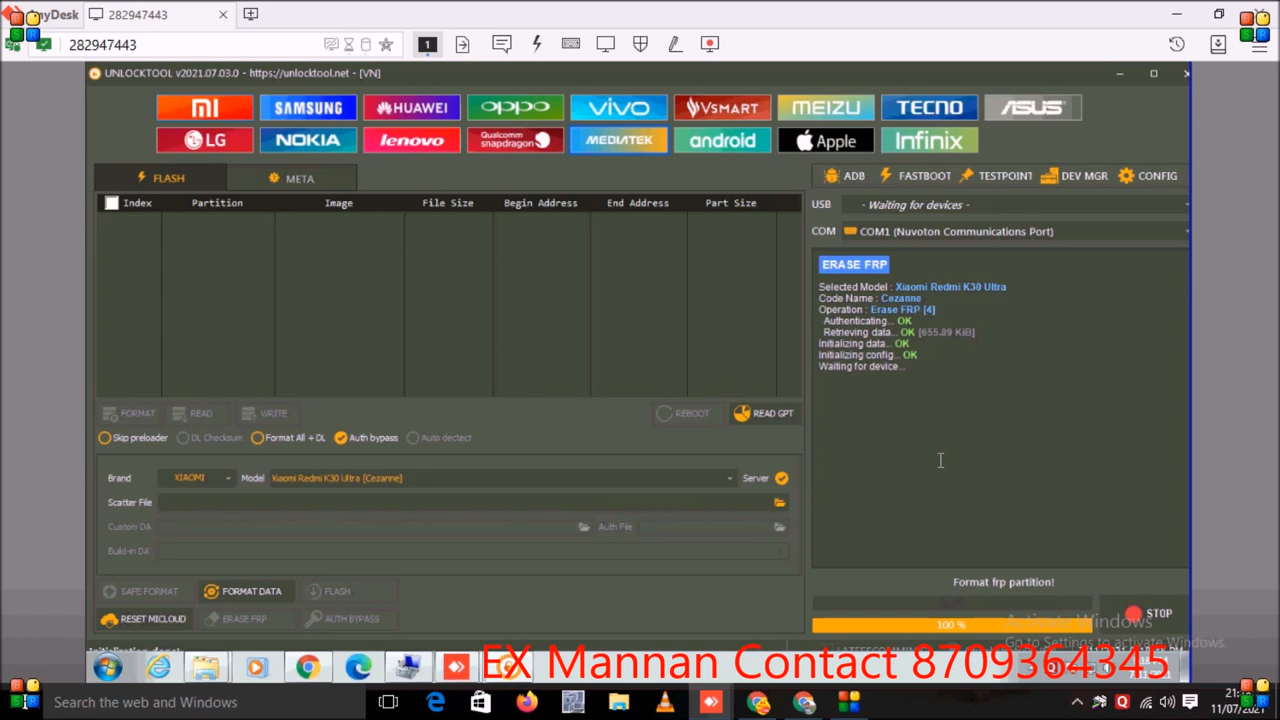 AnyDesk
282947443
282947443
1
UNLOCKTOOL v2021.07.03.0 - https://unlocktool.net - [VN]
MI SAMSUNG HUAWEI OPPO vivo VSMART MEIZU TECNO ASUS
LG NOKIA lenovo Qualcomm snapdragon MEDIATEK android Apple Infinix
FLASH META
ADB FASTBOOT TESTPOINT DEV MGR CONFIG
Index Partition Image File Size Begin Address End Address Part Size
USB - Waiting for devices -
COM COM1 (Nuvoton Communications Port)
ERASE FRP
Selected Model : Xiaomi Redmi K30 Ultra
Code Name : Cezanne
Operation : Erase FRP [4]
Authenticating... OK
Retrieving data... OK [655.89 KiB]
Initializing data... OK
Initializing config... OK
Waiting for device...
FORMAT READ WRITE REBOOT READ GPT
Skip preloader DL Checksum Format All + DL Auth bypass Auto dectect
Brand XIAOMI Model Xiaomi Redmi K30 Ultra [Cezanne] Server
Scatter File
Custom DA Auth File
Build-in DA
Format frp partition!
SAFE FORMAT FORMAT DATA FLASH
RESET MICLOUD ERASE FRP AUTH BYPASS
STOP
100 %
Activate Windows
Go to Settings to activate Windows.
EX Mannan Contact 8709364345
Search the web and Windows